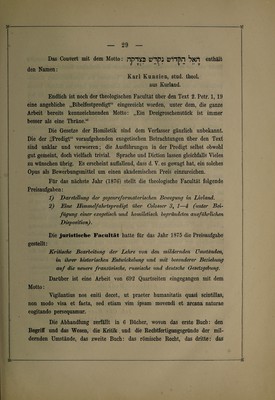 — 29 —
Das Couvert mit dem Motto: הָאֵל הַקָּדוֹשׁ נִקְדַּשׁ בִּצְדָקָה enthält
den Namen:
Karl Kunzien, stud. theol.
aus Kurland.
Endlich ist noch der theologischen Facultät über den Text 2. Petr. 1, 19
eine angebliche „Bibelfestpredigt“ eingereicht worden, unter dem, die ganze
Arbeit bereits kennzeichnenden Motto: „Ein Dreigroschenstück ist immer
besser als eine Thräne.“
Die Gesetze der Homiletik sind dem Verfasser gänzlich unbekannt.
Die der „Predigt“ voraufgehenden exegetischen Betrachtungen über den Text
sind unklar und verworren; die Ausführungen in der Predigt selbst obwohl
gut gemeint, doch vielfach trivial. Sprache und Diction lassen gleichfalls Vieles
zu wünschen übrig. Es erscheint auffallend, dass d. V. es gewagt hat, ein solches
Opus als Bewerbungsmittel um einen akademischen Preis einzureichen.
Für das nächste Jahr (1876) stellt die theologische Facultät folgende
Preisaufgaben:
1) Darstellung der gegenreformatorischen Bewegung in Livland.
2) Eine Himmelfahrtspredigt über Colosser 3, 1—4 (unter Bei-
fügung einer exegetisch und homiletisch begründeten ausführlichen
Disposition).
Die juristische Facultät hatte für das Jahr 1875 die Preisaufgabe
gestellt:
Kritische Bearbeitung der Lehre von den mildernden Umständen,
in ihrer historischen Entwickelung und mit besonderer Beziehung
auf die neuere französische, russische und deutsche Gesetzgebung.
Darüber ist eine Arbeit von 693 Quartseiten eingegangen mit dem
Motto:
Vigilantius nos eniti decet, ut praeter humanitatis quasi scintillas,
non modo visa et facta, sed etiam vim ipsam movendi et arcana naturae
cogitando persequamur.
Die Abhandlung zerfällt in 6 Bücher, wovon das erste Buch: den
Begriff und das Wesen, die Kritik und die Rechtfertigungsgründe der mil-
dernden Umstände, das zweite Buch: das römische Recht, das dritte: das